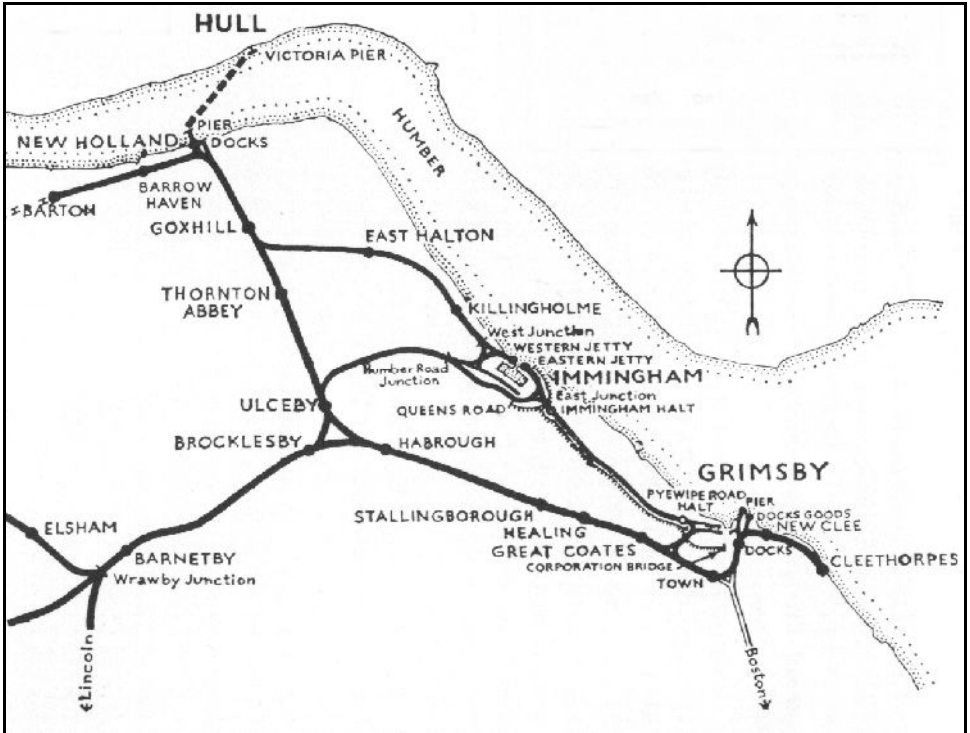 HULL
VICTORIA PIER
HUMBER
PIER
NEW HOLLAND
DOCKS
BARROW
HAVEN
BARTON
GOXHILL
EAST HALTON
THORNTON
ABBEY
KILLINGHOLME
West Junction
WESTERN JETTY
EASTERN JETTY
IMMINGHAM
Humber Road
Junction
East Junction
ULCEBY
QUEENS ROAD
IMMINGHAM HALT
BROCKLESBY
HABROUGH
GRIMSBY
PYEWIPE ROAD
HALT
PIER
DOCKS GOODS
NEW CLEE
STALLINGBOROUGH
ELSHAM
HEALING
GREAT COATES
DOCKS
CLEETHORPES
BARNETBY
CORPORATION BRIDGE
Wrawby Junction
TOWN
Lincoln
Boston